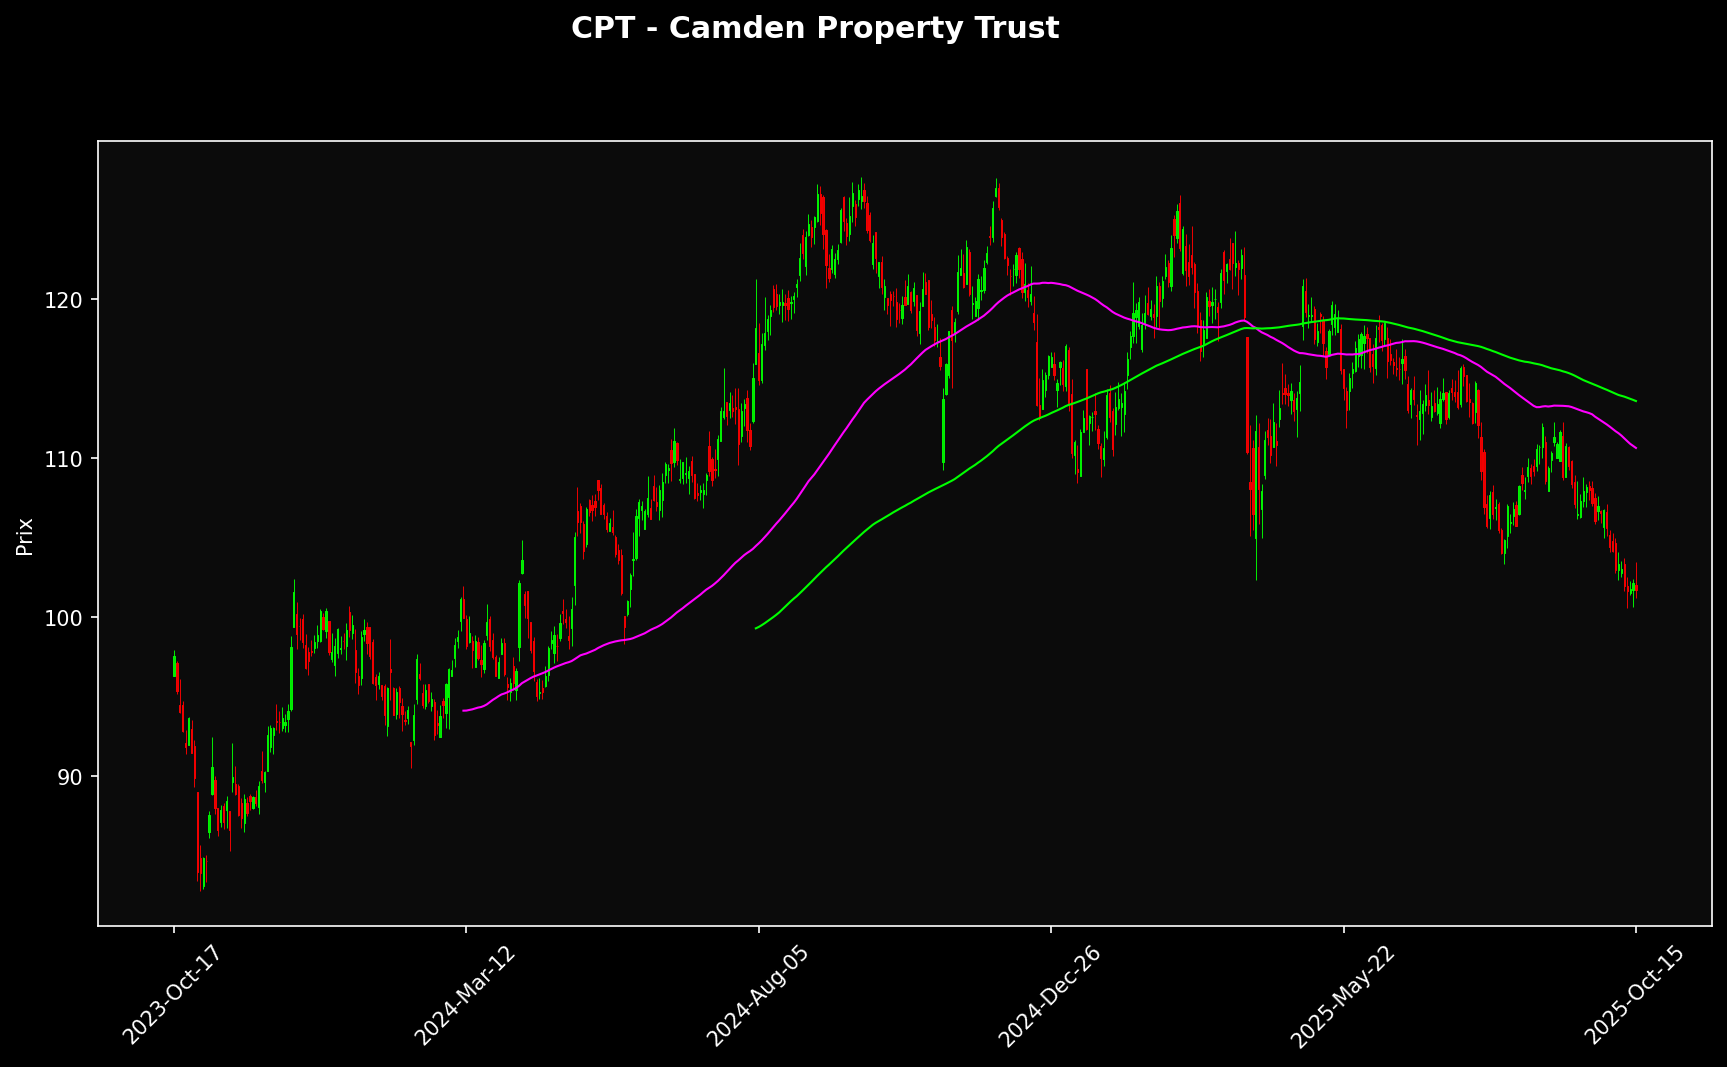 CPT - Camden Property Trust
Prix
120
110
100
90
2023-Oct-17
2024-Mar-12
2024-Aug-05
2024-Dec-26
2025-May-22
2025-Oct-15